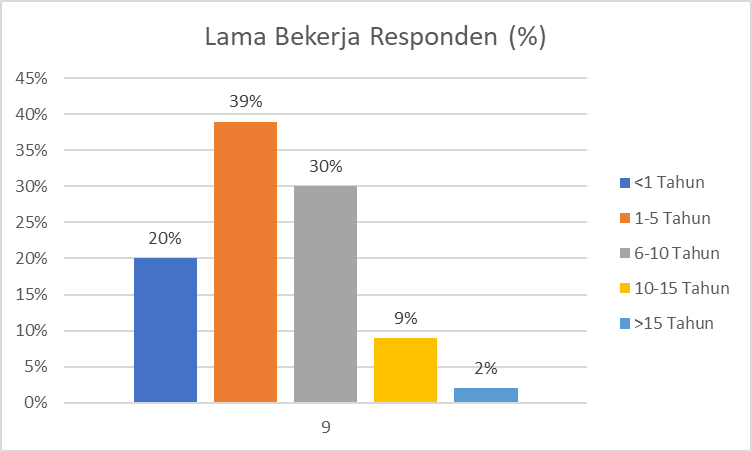 Lama Bekerja Responden (%)
45%
40%
35%
30%
25%
20%
15%
10%
5%
0%
20%
39%
30%
9%
2%
9
<1 Tahun
1-5 Tahun
6-10 Tahun
10-15 Tahun
>15 Tahun